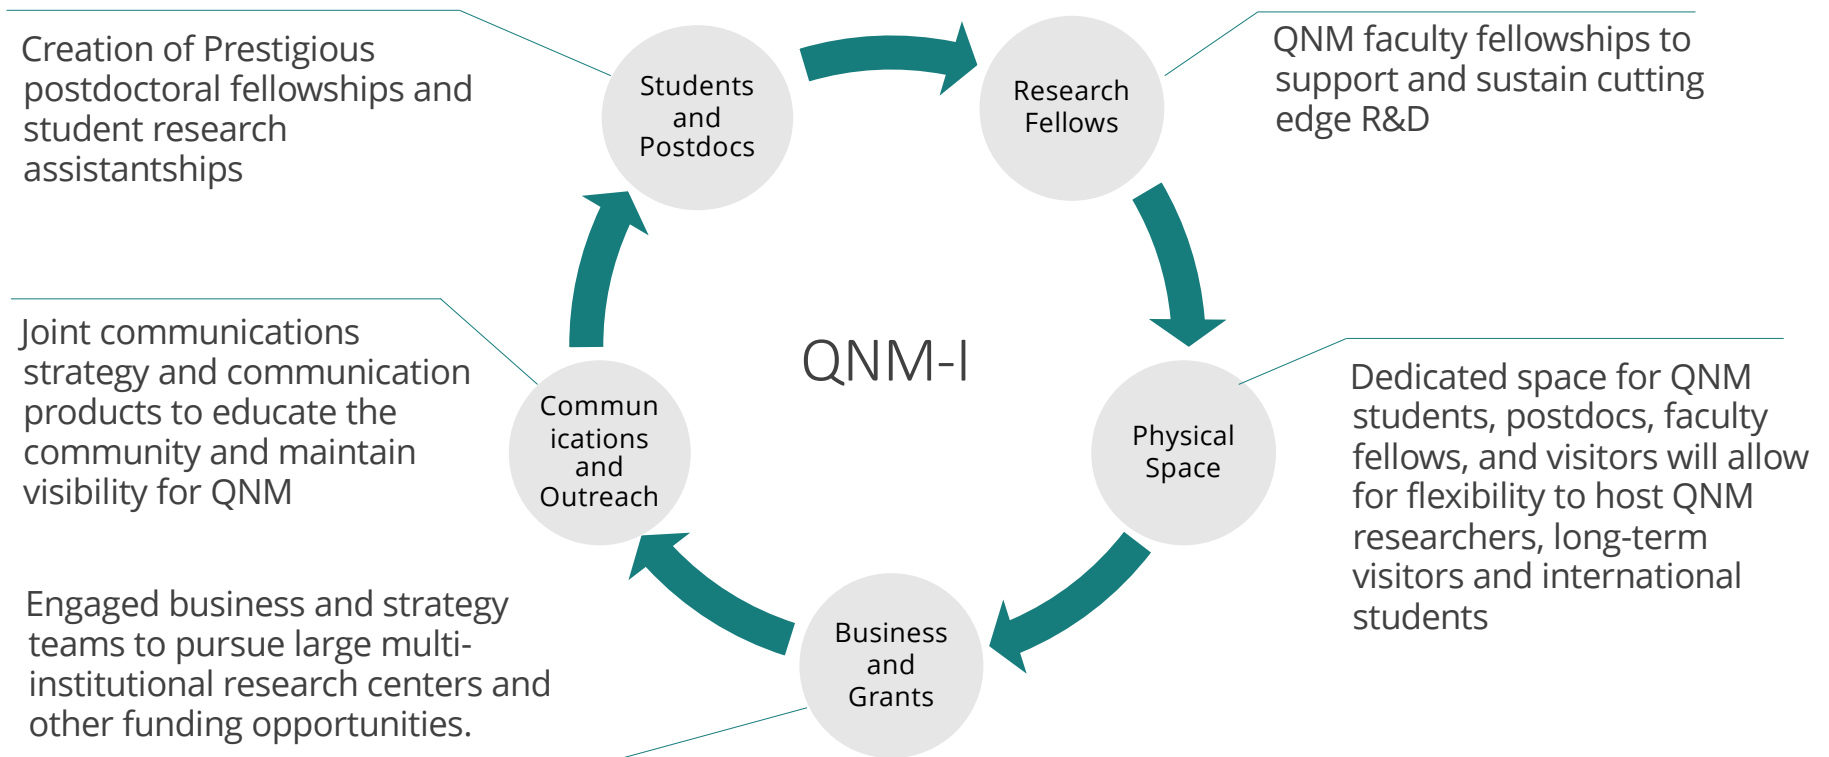 Creation of Prestigious
postdoctoral fellowships and
student research
assistantships
Students
and
Postdocs
Research
Fellows
QNM faculty fellowships to
support and sustain cutting
edge R&D
Joint communications
strategy and communication
products to educate the
community and maintain
visibility for QNM
Commun
ications
and
Outreach
QNM-I
Physical
Space
Dedicated space for QNM
students, postdocs, faculty
fellows, and visitors will allow
for flexibility to host QNM
researchers, long-term
visitors and international
students
Engaged business and strategy
teams to pursue large multi-
institutional research centers and
other funding opportunities.
Business
and
Grants